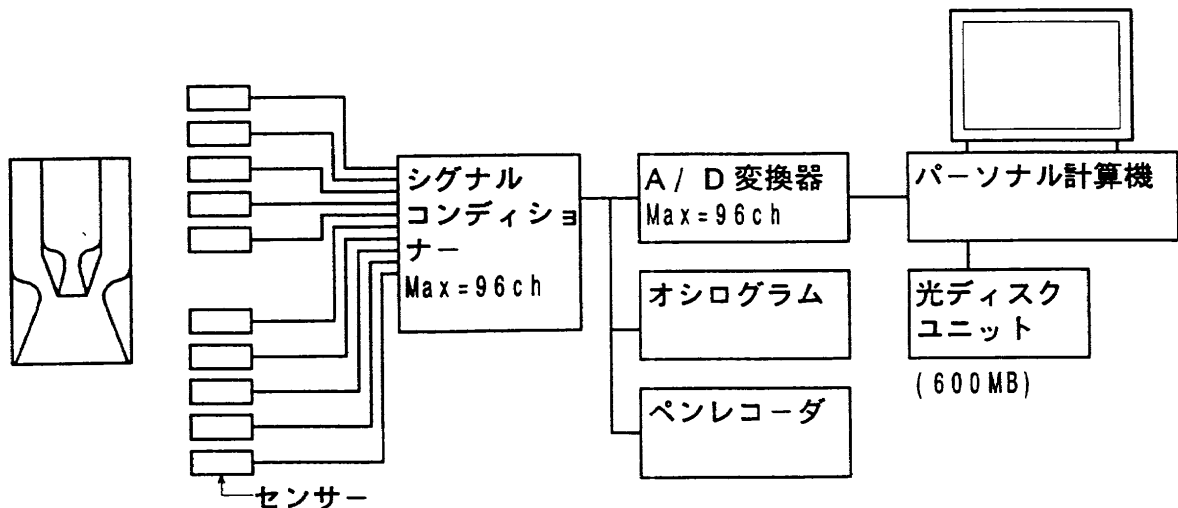 シグナル
コンディショ
ナー
Max=96ch
A/D変換器
Max=96ch
パーソナル計算機
オシログラム
光ディスク
ユニット
(600MB)
ペンレコーダ
センサー